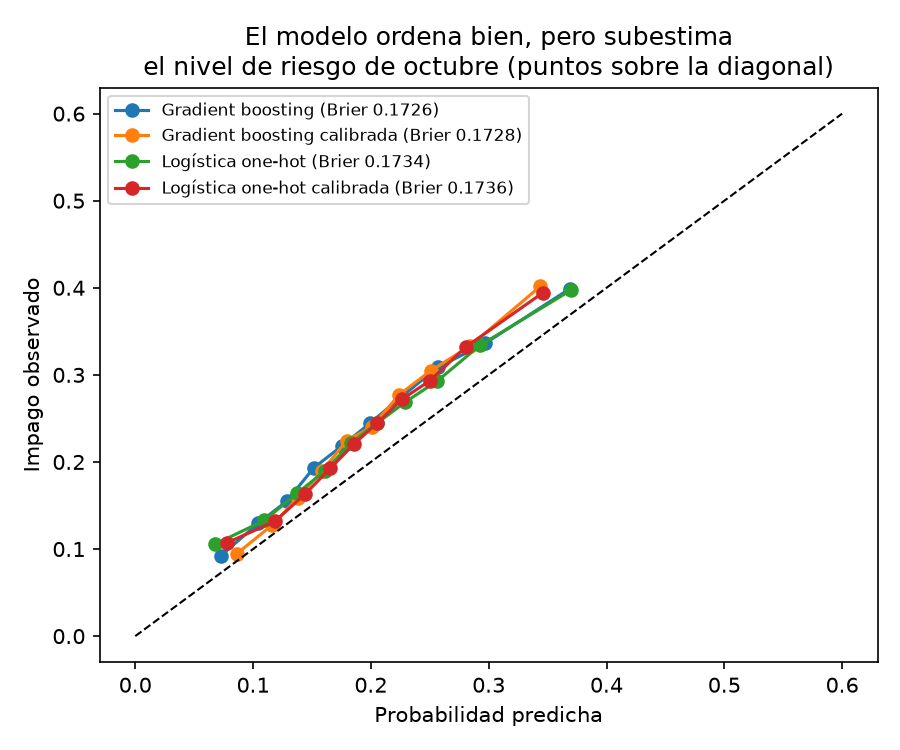 El modelo ordena bien, pero subestima
el nivel de riesgo de octubre (puntos sobre la diagonal)
Gradient boosting (Brier 0.1726)
Gradient boosting calibrada (Brier 0.1728)
Logística one-hot (Brier 0.1734)
Logística one-hot calibrada (Brier 0.1736)
Impago observado
0.6
0.5
0.4
0.3
0.2
0.1
0.0
0.0 0.1 0.2 0.3 0.4 0.5 0.6
Probabilidad predicha